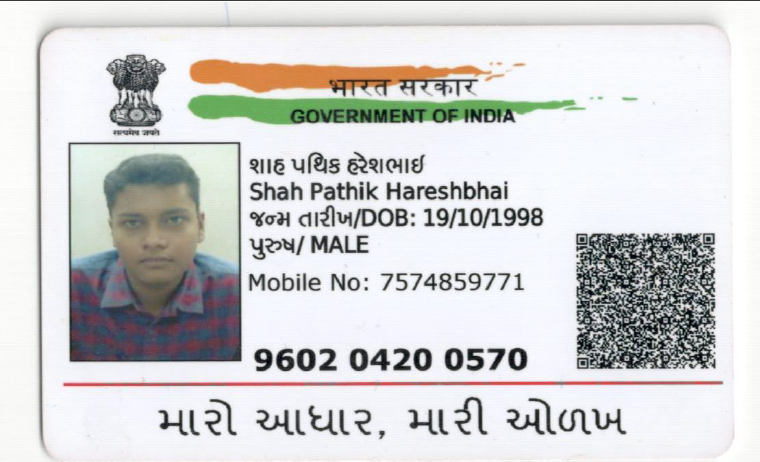 भारत सरकार
GOVERNMENT OF INDIA
सत्यमेव जयते
શાહ પથિક હરેશભાઈ
Shah Pathik Hareshbhai
જન્મ તારીખ/DOB: 19/10/1998
પુરુષ/ MALE
Mobile No: 7574859771
9602 0420 0570
મારો આધાર, મારી ઓળખ